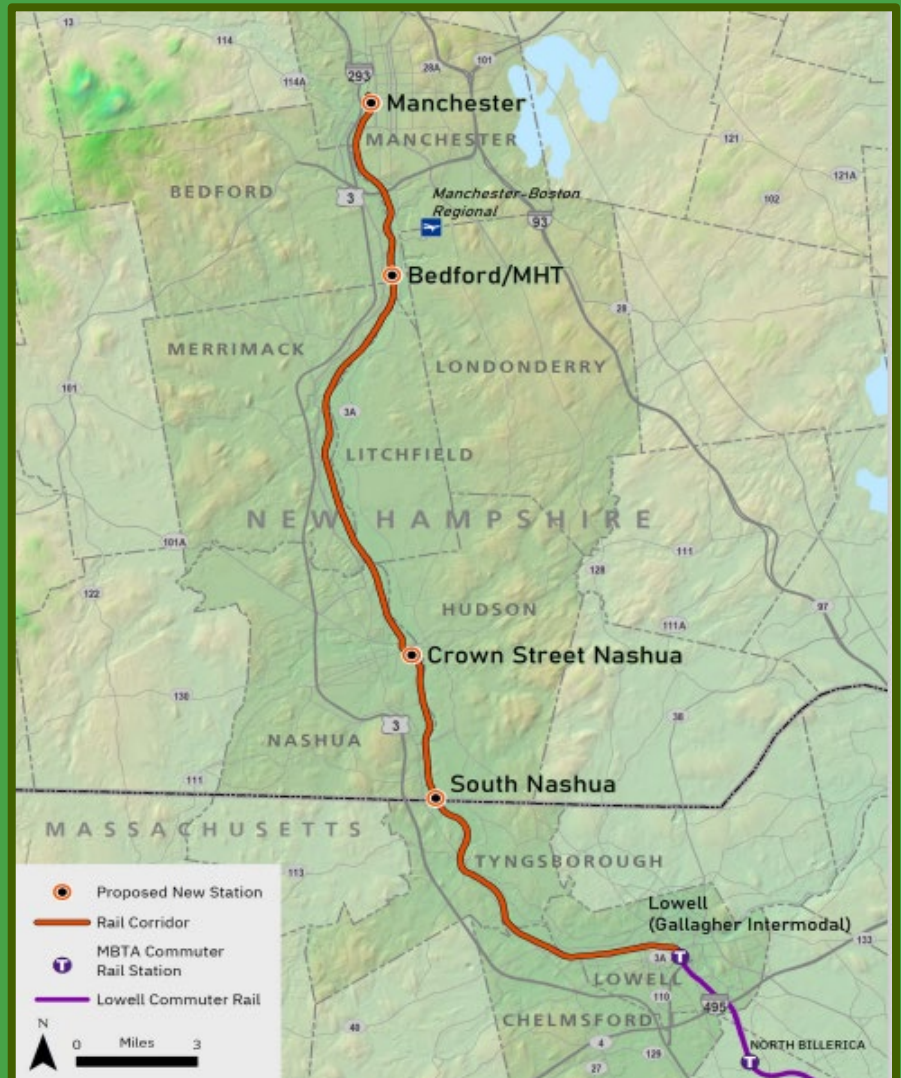 13
114
114A
293
28A
101
Manchester
MANCHESTER
121
121A
BEDFORD
3
Manchester-Boston
Regional
102
93
Bedford/MHT
28
MERRIMACK
LONDONDERRY
101
3A
LITCHFIELD
NEW HAMPSHIRE
101A
111
128
122
HUDSON
97
111A
Crown Street Nashua
130
38
3
NASHUA
111
South Nashua
MASSACHUSETTS
TYNGSBOROUGH
113
Proposed New Station
Rail Corridor
MBTA Commuter
Rail Station
T
Lowell Commuter Rail
N
0 Miles 3
Lowell
(Gallagher Intermodal)
133
3A
T
LOWELL
110
495
CHELMSFORD
40
4
129
27
NORTH BILLERICA
T